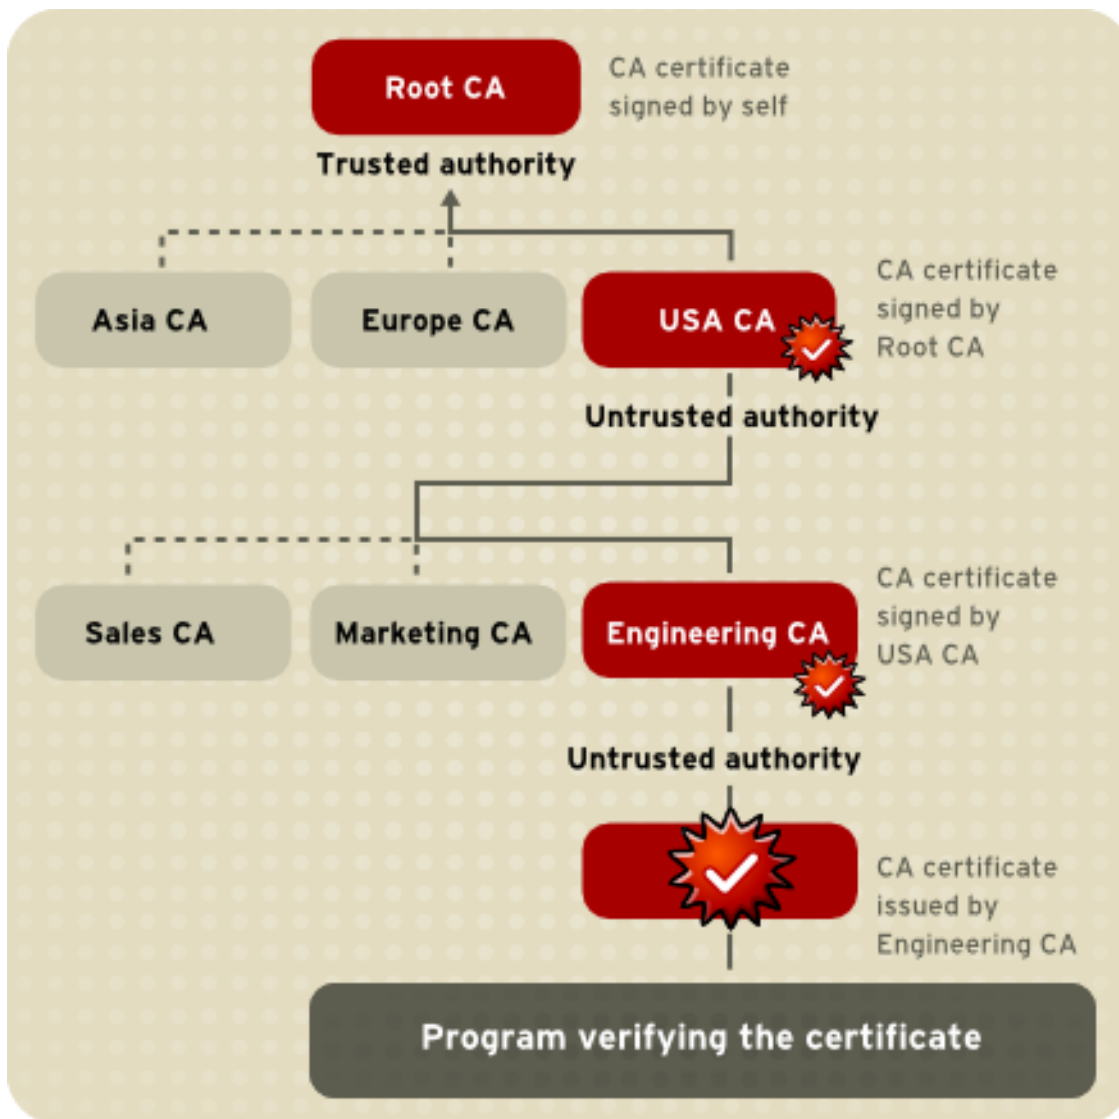 Root CA
CA certificate
signed by self
Trusted authority
Asia CA
Europe CA
USA CA
CA certificate
signed by
Root CA
Untrusted authority
Sales CA
Marketing CA
Engineering CA
CA certificate
signed by
USA CA
Untrusted authority
CA certificate
issued by
Engineering CA
Program verifying the certificate